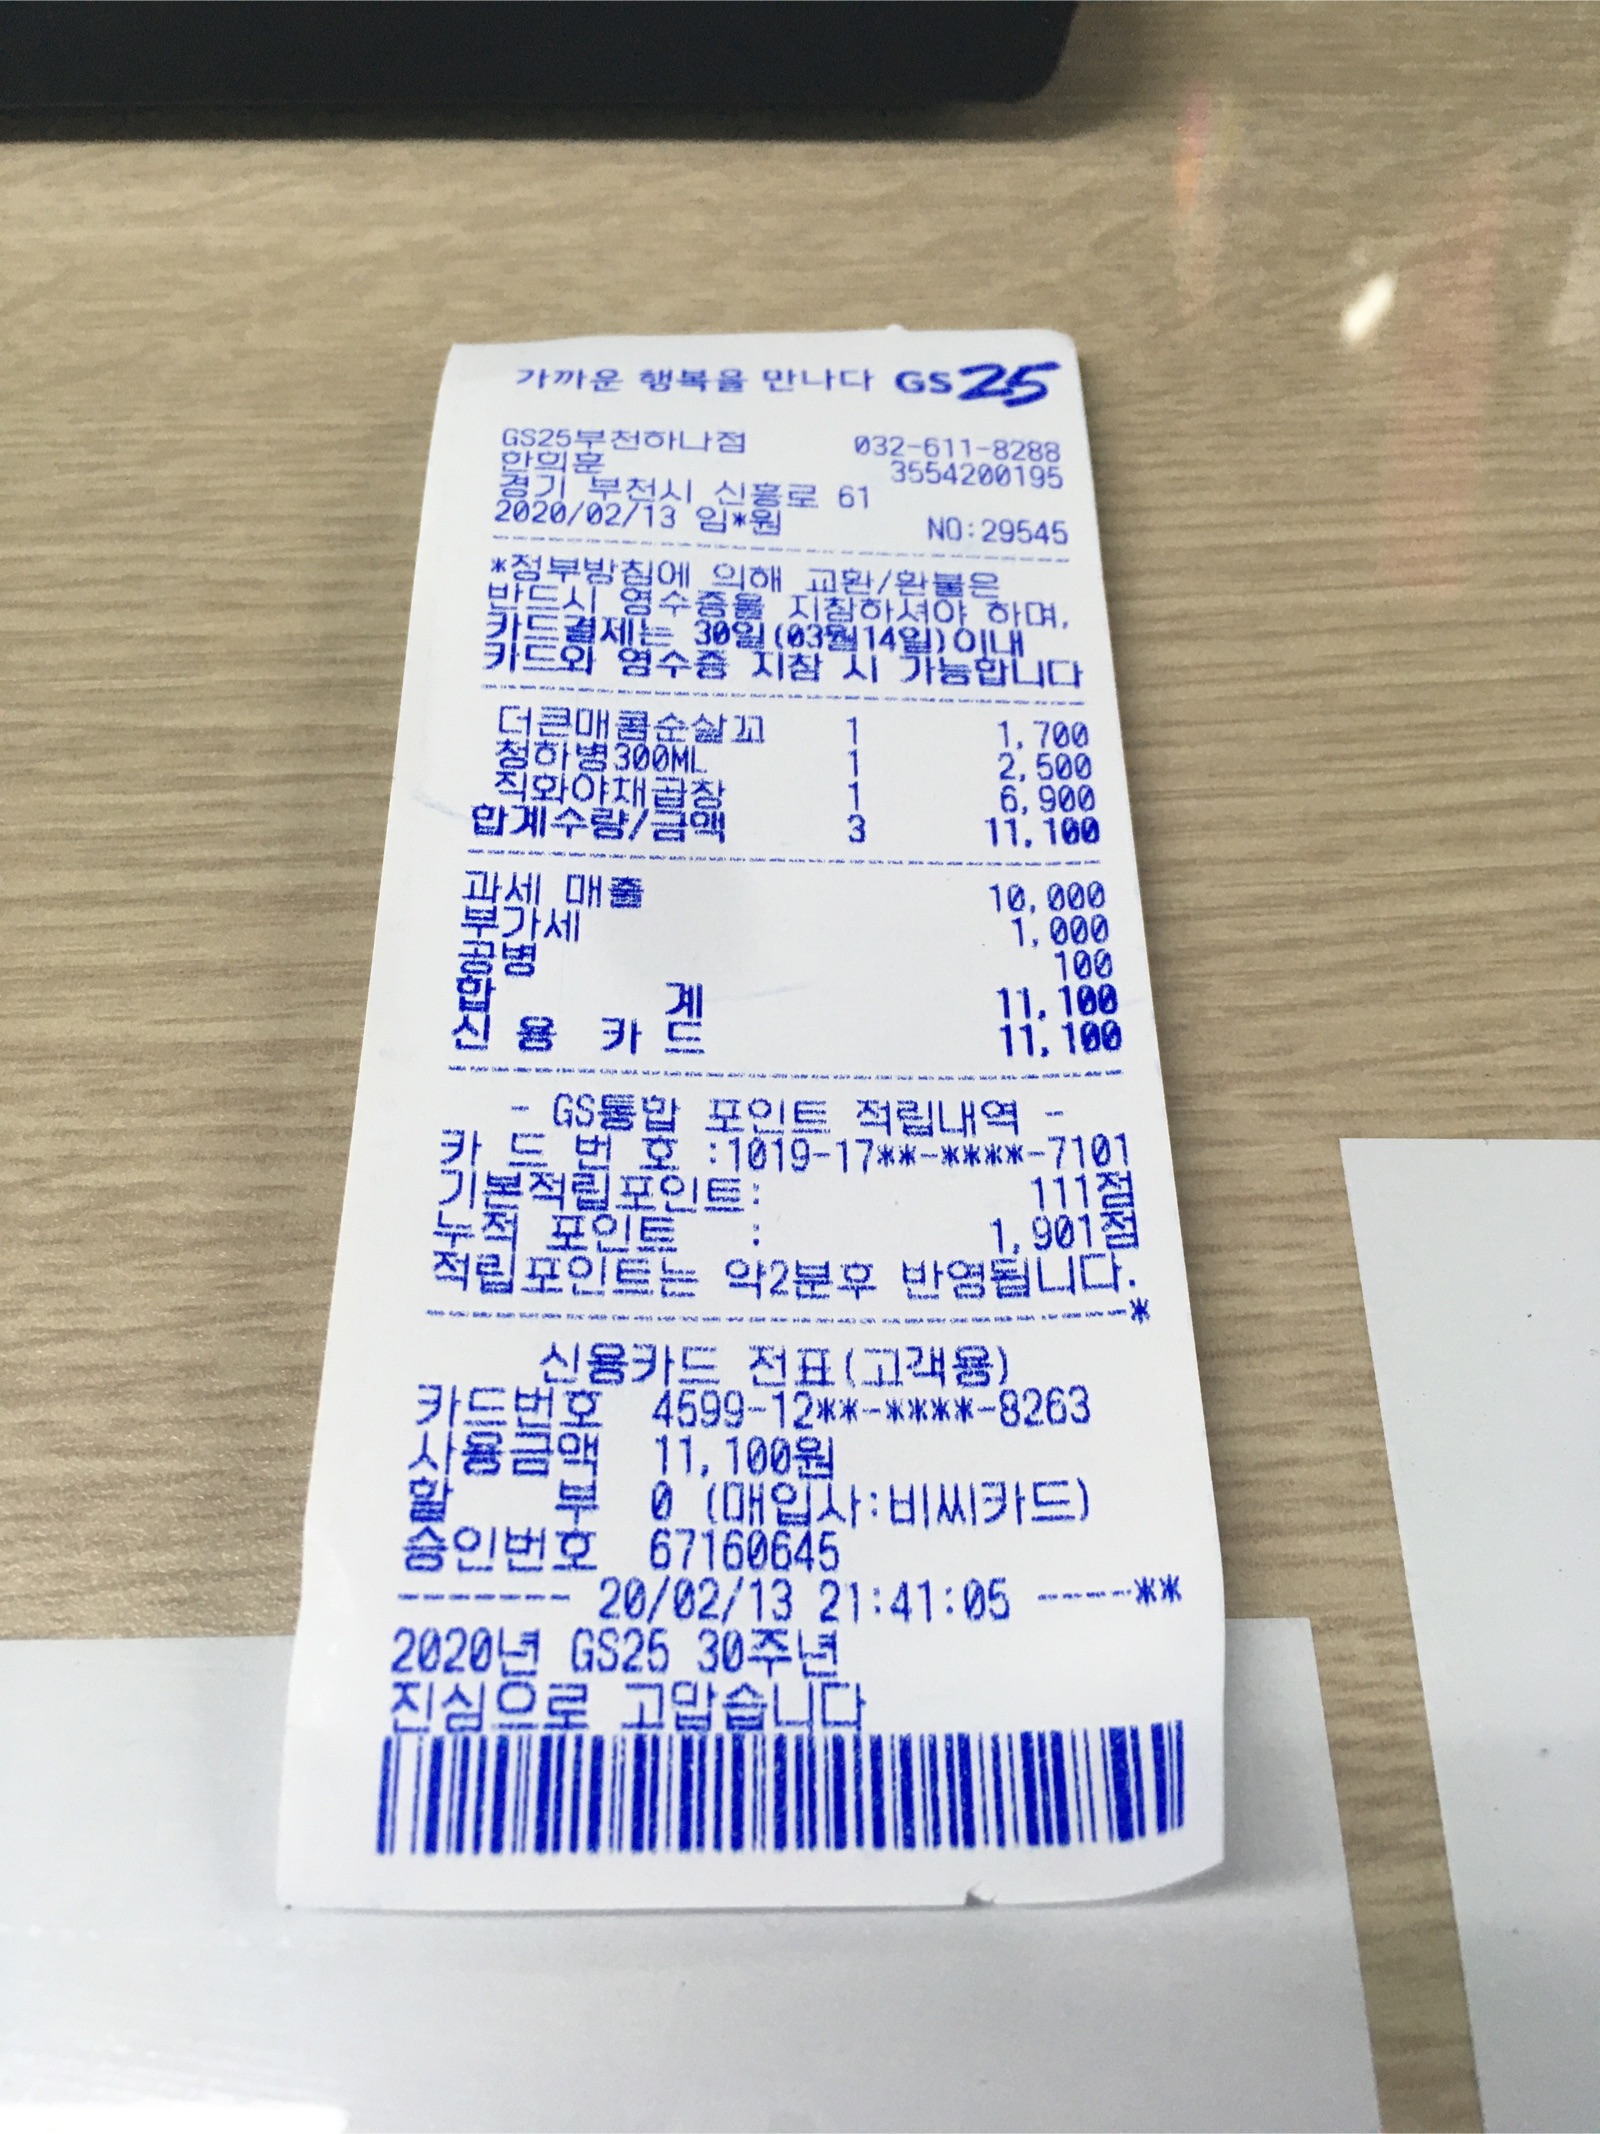 가까운 행복을 만나다 GS25
GS25부천하나점 032-611-8288
한의훈 3554200195
경기 부천시 신흥로 61
2020/02/13 임*원 NO:29545
*정부방침에 의해 교환/환불은
반드시 영수증을 지참하셔야 하며,
카드결제는 30일(03월14일)이내
카드와 영수증 지참 시 가능합니다
더큰매콤순살꼬 1 1,700
청하병300ML 1 2,500
직화야채곱창 1 6,900
합계수량/금액 3 11,100
과세 매출 10,000
부가세 1,000
공병 100
합 계 11,100
신 용 카 드 11,100
- GS통합 포인트 적립내역 -
카 드 번 호 :1019-17**-****-7101
기본적립포인트: 111점
누적 포인트 : 1,901점
적립포인트는 약2분후 반영됩니다.
*
신용카드 전표(고객용)
카드번호 4599-12**-****-8263
사용금액 11,100원
할 부 0 (매입사:비씨카드)
승인번호 67160645
------ 20/02/13 21:41:05 ----**
2020년 GS25 30주년
진심으로 고맙습니다